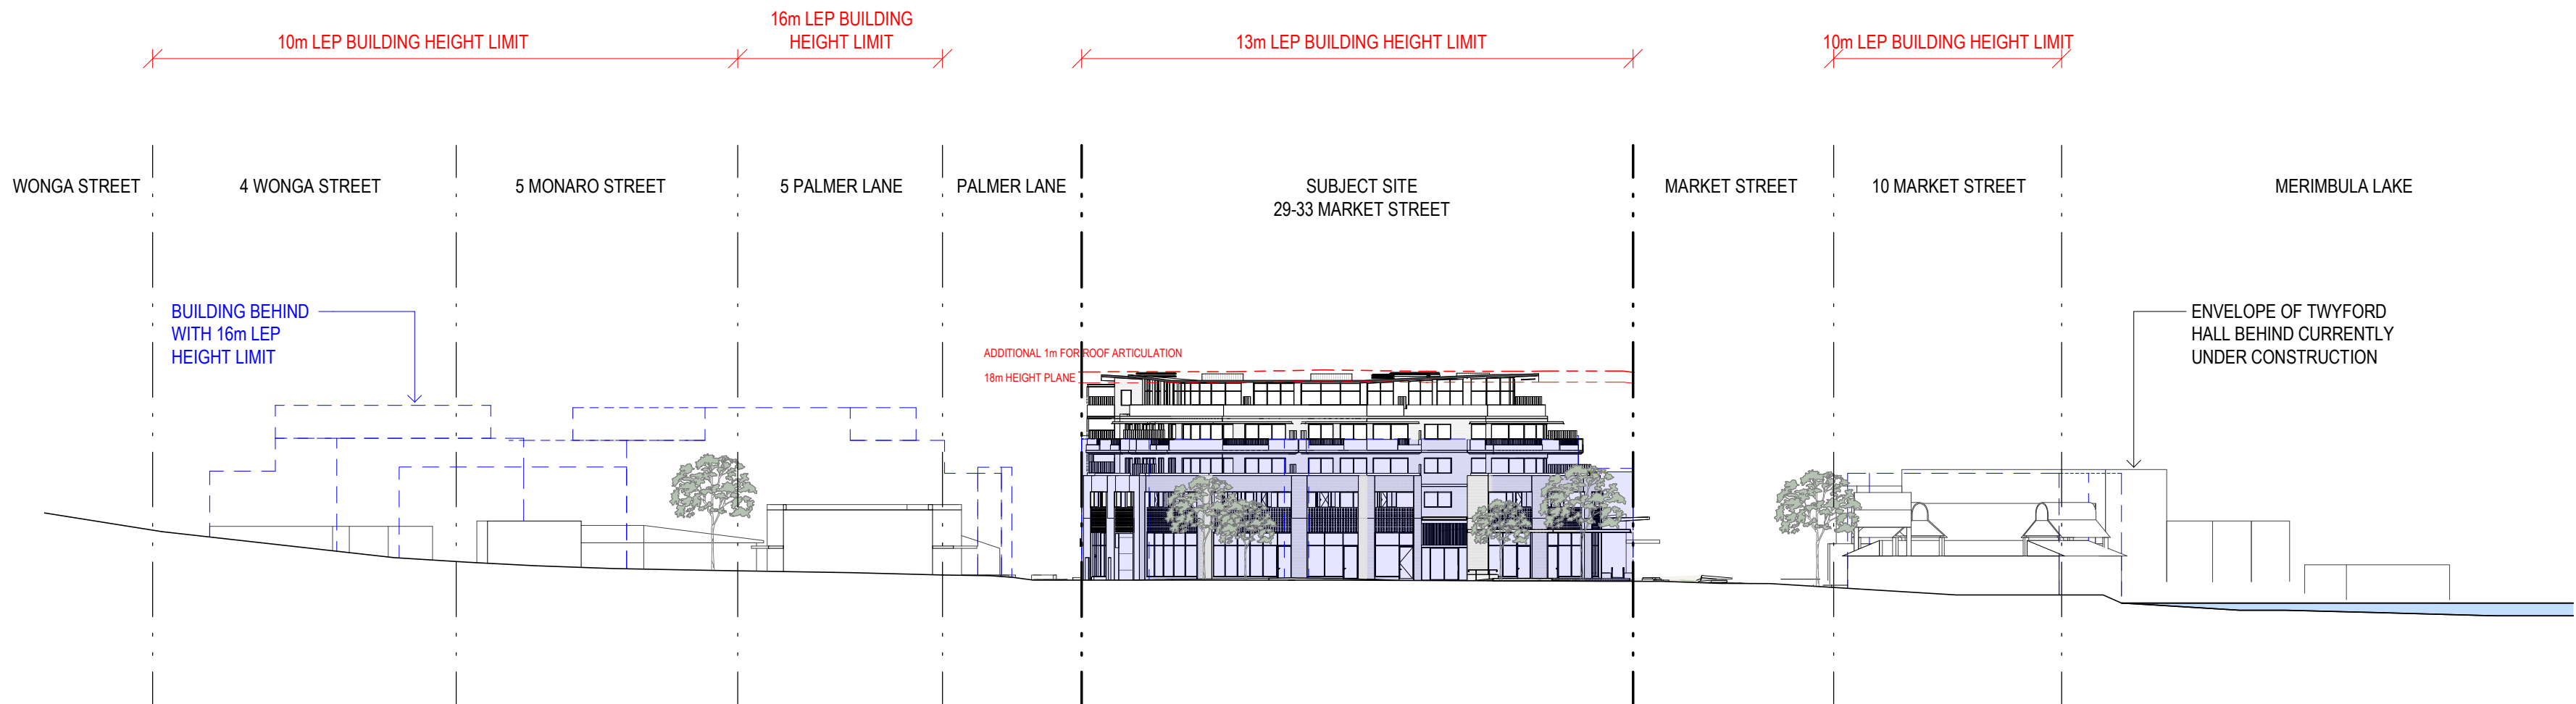 16m LEP BUILDING
HEIGHT LIMIT
10m LEP BUILDING HEIGHT LIMIT
13m LEP BUILDING HEIGHT LIMIT
10m LEP BUILDING HEIGHT LIMIT
WONGA STREET
4 WONGA STREET
5 MONARO STREET
5 PALMER LANE
PALMER LANE
SUBJECT SITE
29-33 MARKET STREET
MARKET STREET
10 MARKET STREET
MERIMBULA LAKE
BUILDING BEHIND
WITH 16m LEP
HEIGHT LIMIT
ADDITIONAL 1m FOR ROOF ARTICULATION
18m HEIGHT PLANE
ENVELOPE OF TWYFORD
HALL BEHIND CURRENTLY
UNDER CONSTRUCTION